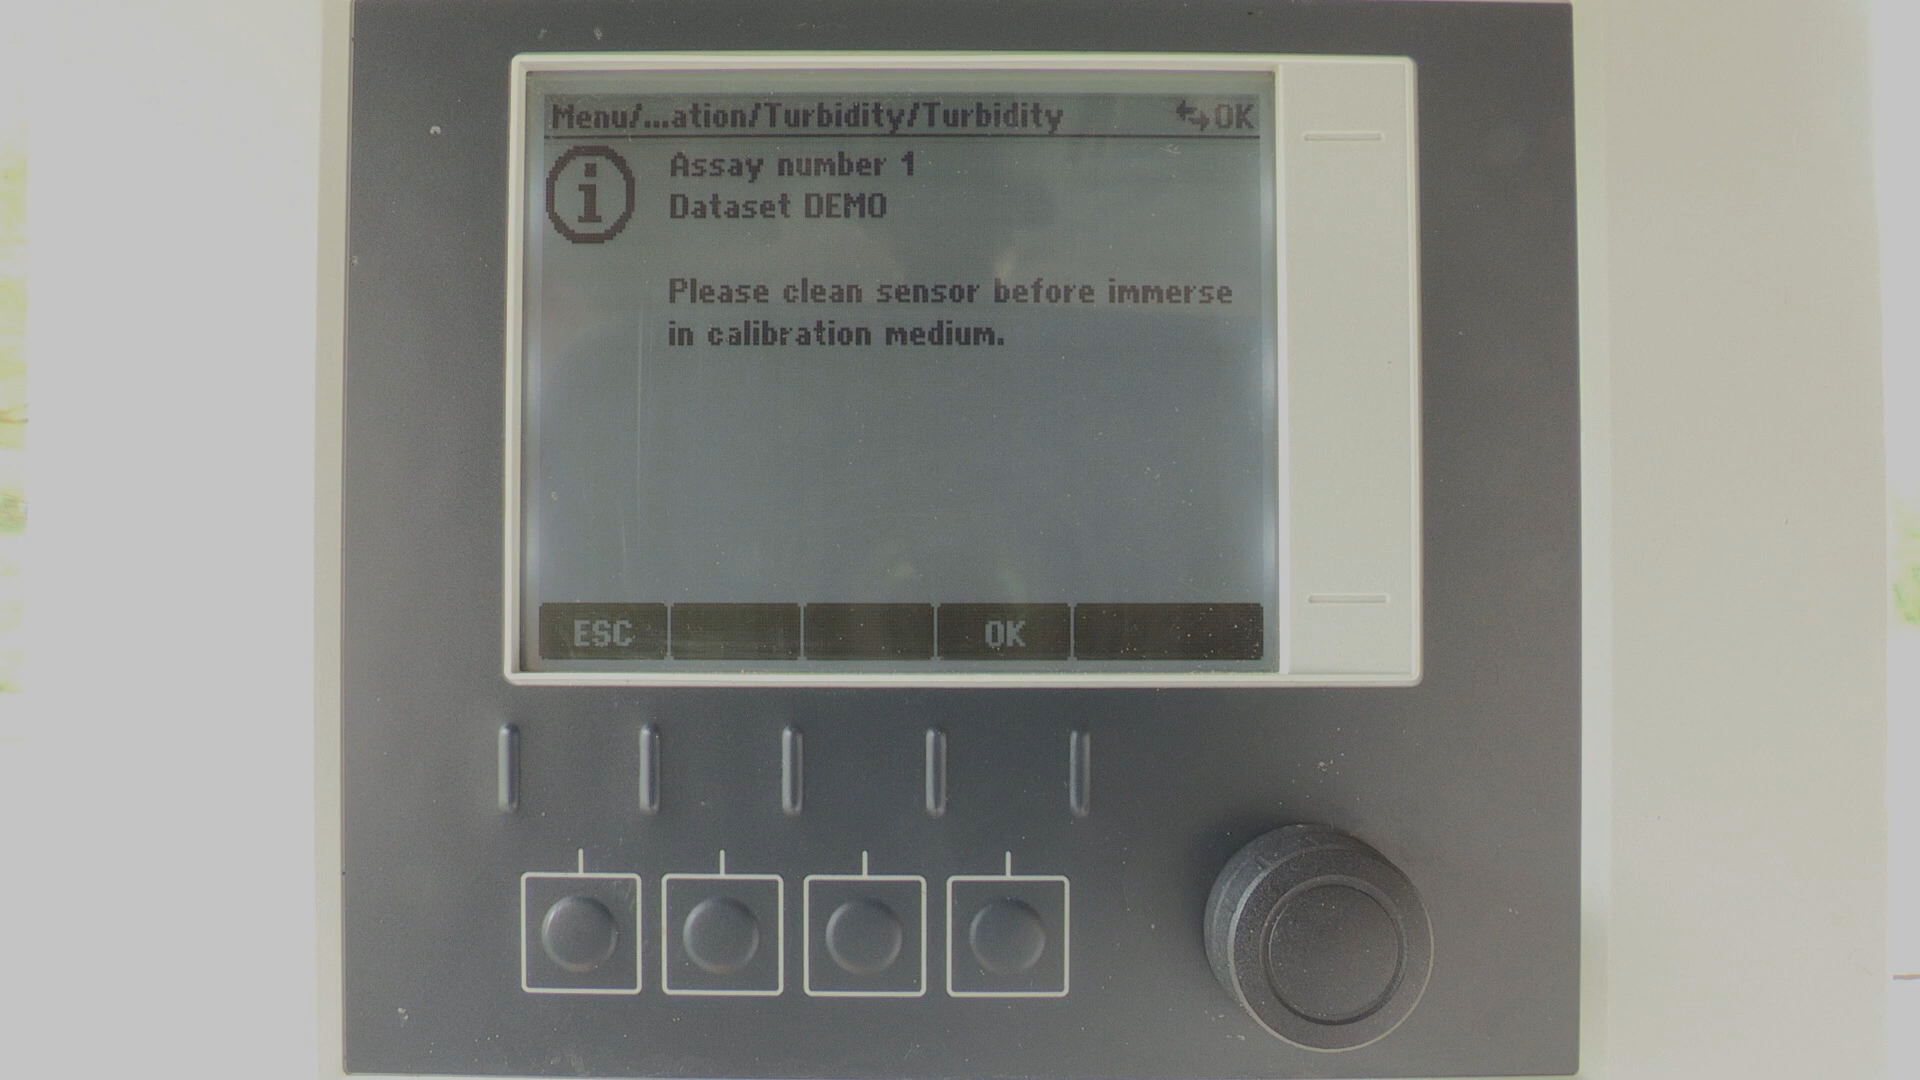 Menu/...ation/Turbidity/Turbidity OK
i
Assay number 1
Dataset DEMO
Please clean sensor before immerse
in calibration medium.
ESC OK